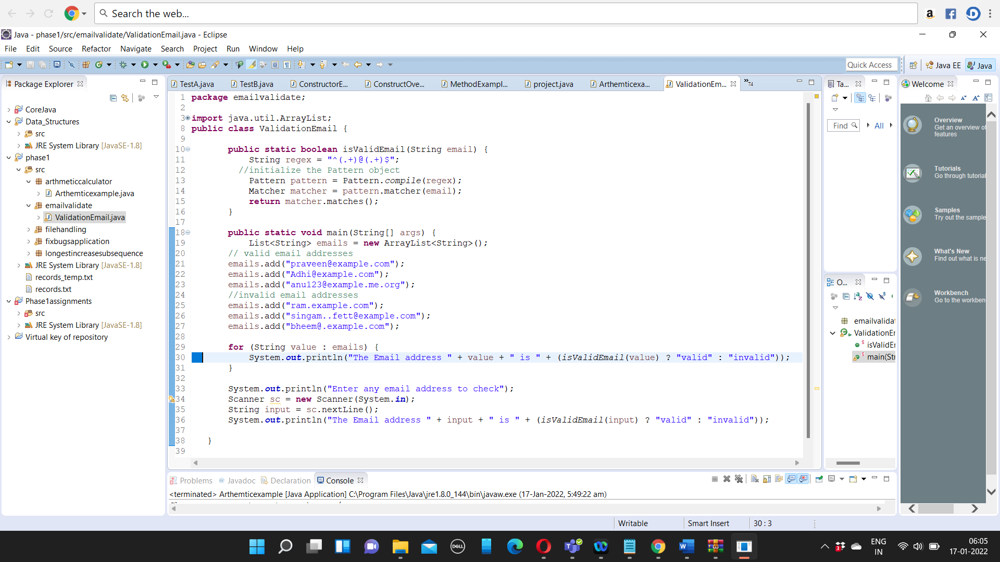 Search the web...
Java - phase1/src/emailvalidate/ValidationEmail.java - Eclipse
File Edit Source Refactor Navigate Search Project Run Window Help
Quick Access Java EE Java
Package Explorer
CoreJava
Data_Structures
src
JRE System Library [JavaSE-1.8]
phase1
src
arthmeticcalculator
Arthemticexample.java
emailvalidate
ValidationEmail.java
filehandling
fixbugsapplication
longestincreasesubsequence
JRE System Library [JavaSE-1.8]
records_temp.txt
records.txt
Phase1assignments
src
JRE System Library [JavaSE-1.8]
Virtual key of repository
TestA.java TestB.java ConstructorE... ConstructOve... MethodExampl... project.java Arthemticexa... ValidationEm... »74
1 package emailvalidate;
2
3 import java.util.ArrayList;
8 public class ValidationEmail {
9
10 public static boolean isValidEmail(String email) {
11 String regex = "^(.+)@(.+)$";
12 //initialize the Pattern object
13 Pattern pattern = Pattern.compile(regex);
14 Matcher matcher = pattern.matcher(email);
15 return matcher.matches();
16 }
17
18 public static void main(String[] args) {
19 List<String> emails = new ArrayList<String>();
20 // valid email addresses
21 emails.add("praveen@example.com");
22 emails.add("Adhi@example.com");
23 emails.add("anu123@example.me.org");
24 //invalid email addresses
25 emails.add("ram.example.com");
26 emails.add("singam..fett@example.com");
27 emails.add("bheem@.example.com");
28
29 for (String value : emails) {
30 System.out.println("The Email address " + value + " is " + (isValidEmail(value) ? "valid" : "invalid"));
31 }
32
33 System.out.println("Enter any email address to check");
34 Scanner sc = new Scanner(System.in);
35 String input = sc.nextLine();
36 System.out.println("The Email address " + input + " is " + (isValidEmail(input) ? "valid" : "invalid"));
37
38 }
39
Problems Javadoc Declaration Console
<terminated> Arthemticexample [Java Application] C:\Program Files\Java\jre1.8.0_144\bin\javaw.exe (17-Jan-2022, 5:49:22 am)
Ta...
Find All
O...
emailvalidat
ValidationEr
isValidEr
main(Stri
Welcome
Overview
Get an overview of
features
Tutorials
Go through tutorial
Samples
Try out the sample
What's New
Find out what is ne
Workbench
Go to the workben
Writable Smart Insert 30 : 3
DELL
ENG
IN
06:05
17-01-2022